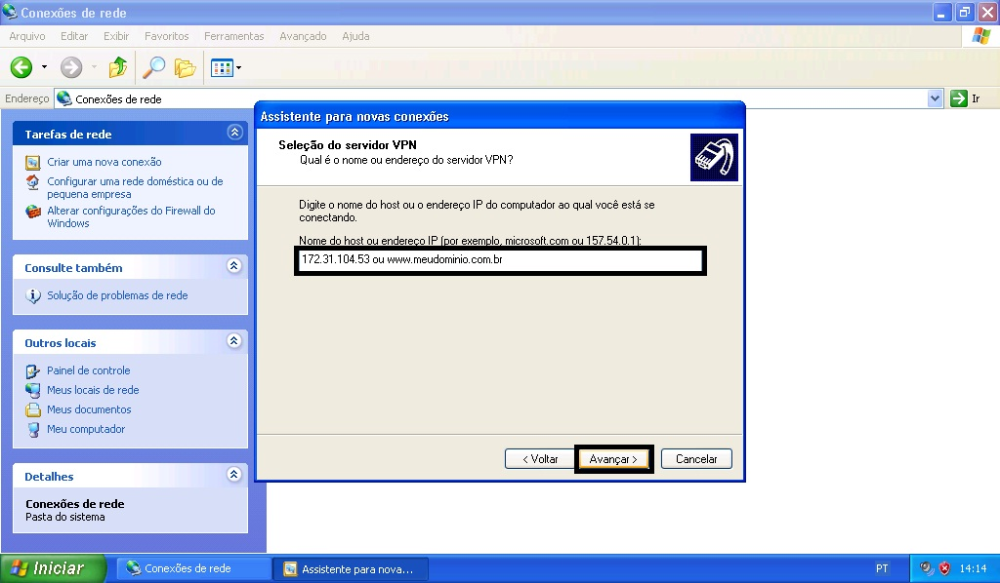 Conexões de rede
Arquivo Editar Exibir Favoritos Ferramentas Avançado Ajuda
Endereço Conexões de rede Ir
Tarefas de rede
Criar uma nova conexão
Configurar uma rede doméstica ou de
pequena empresa
Alterar configurações do Firewall do
Windows
Consulte também
Solução de problemas de rede
Outros locais
Painel de controle
Meus locais de rede
Meus documentos
Meu computador
Detalhes
Conexões de rede
Pasta do sistema
Assistente para novas conexões
Seleção do servidor VPN
Qual é o nome ou endereço do servidor VPN?
Digite o nome do host ou o endereço IP do computador ao qual você está se
conectando.
Nome do host ou endereço IP (por exemplo, microsoft.com ou 157.54.0.1):
172.31.104.53 ou www.meudominio.com.br
< Voltar Avançar > Cancelar
Iniciar Conexões de rede Assistente para nova... PT 14:14